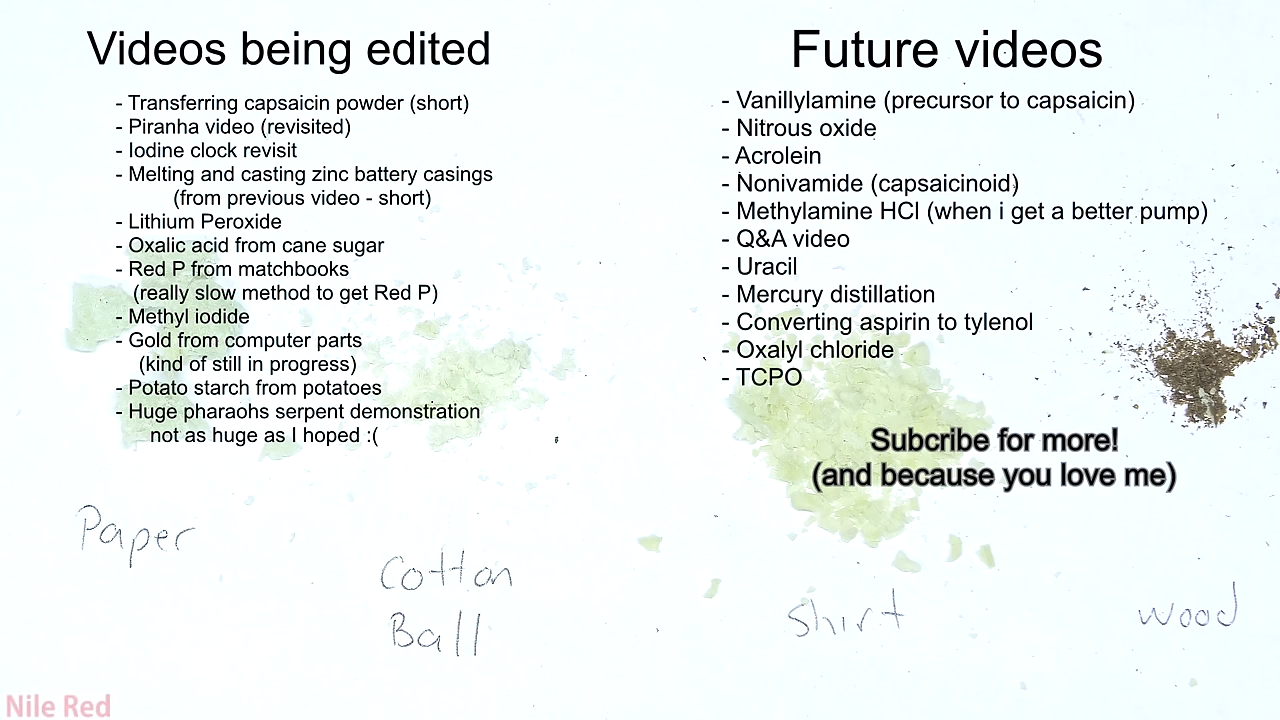 Videos being edited
- Transferring capsaicin powder (short)
- Piranha video (revisited)
- Iodine clock revisit
- Melting and casting zinc battery casings
(from previous video - short)
- Lithium Peroxide
- Oxalic acid from cane sugar
- Red P from matchbooks
(really slow method to get Red P)
- Methyl iodide
- Gold from computer parts
(kind of still in progress)
- Potato starch from potatoes
- Huge pharaohs serpent demonstration
not as huge as I hoped :(
Future videos
- Vanillylamine (precursor to capsaicin)
- Nitrous oxide
- Acrolein
- Nonivamide (capsaicinoid)
- Methylamine HCl (when i get a better pump)
- Q&A video
- Uracil
- Mercury distillation
- Converting aspirin to tylenol
- Oxalyl chloride
- TCPO
Subcribe for more!
(and because you love me)
Paper
Cotton
Ball
Shirt
Wood
Nile Red